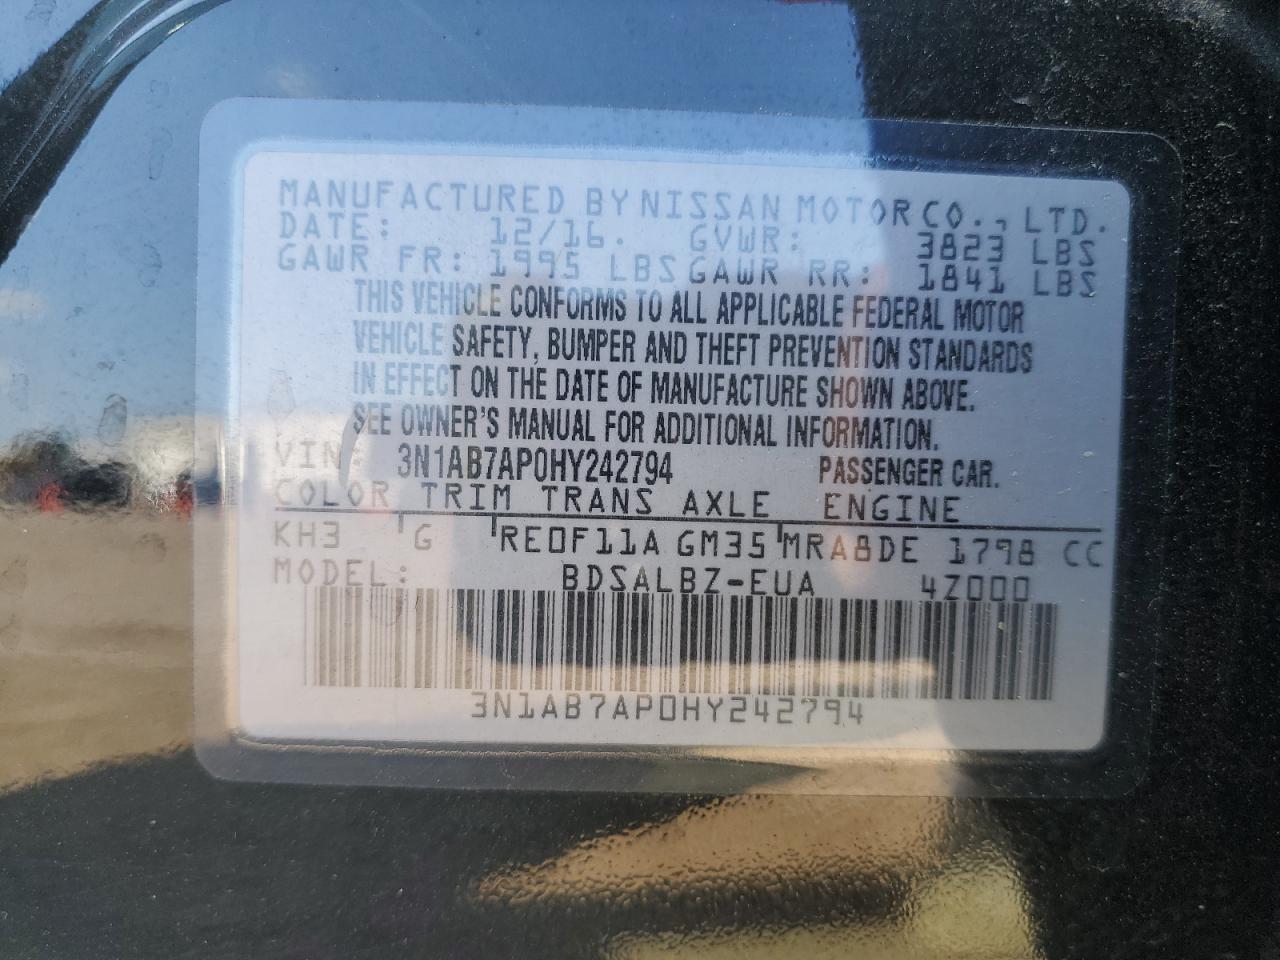 MANUFACTURED BY NISSAN MOTOR CO., LTD.
DATE: 12/16. GVWR: 3823 LBS
GAWR FR: 1995 LBS GAWR RR: 1841 LBS
THIS VEHICLE CONFORMS TO ALL APPLICABLE FEDERAL MOTOR
VEHICLE SAFETY, BUMPER AND THEFT PREVENTION STANDARDS
IN EFFECT ON THE DATE OF MANUFACTURE SHOWN ABOVE.
SEE OWNER'S MANUAL FOR ADDITIONAL INFORMATION.
VIN: 3N1AB7AP0HY242794 PASSENGER CAR.
COLOR TRIM TRANS AXLE ENGINE
KH3 G RE0F11A GM35 MRA8DE 1798 CC
MODEL: BDSALBZ-EUA 4Z000
3N1AB7AP0HY242794